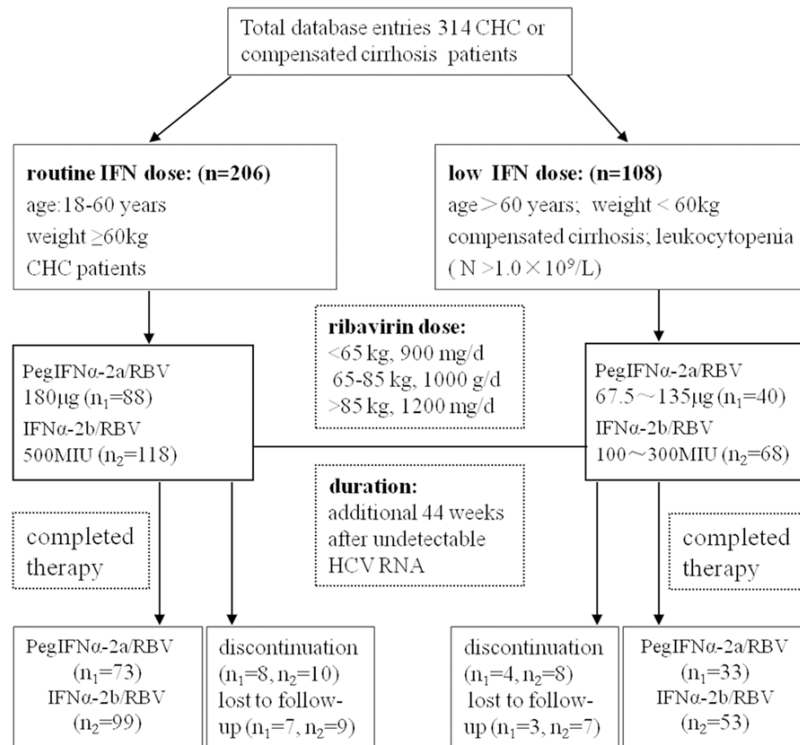 Total database entries 314 CHC or
compensated cirrhosis patients
routine IFN dose: (n=206)
age:18-60 years
weight ≥60kg
CHC patients
low IFN dose: (n=108)
age＞60 years; weight < 60kg
compensated cirrhosis; leukocytopenia
( N >1.0×10⁹/L)
ribavirin dose:
<65 kg, 900 mg/d
65-85 kg, 1000 g/d
>85 kg, 1200 mg/d
PegIFNα-2a/RBV
180μg (n₁=88)
IFNα-2b/RBV
500MIU (n₂=118)
PegIFNα-2a/RBV
67.5～135μg (n₁=40)
IFNα-2b/RBV
100～300MIU (n₂=68)
duration:
additional 44 weeks
after undetectable
HCV RNA
completed
therapy
completed
therapy
PegIFNα-2a/RBV
(n₁=73)
IFNα-2b/RBV
(n₂=99)
discontinuation
(n₁=8, n₂=10)
lost to follow-
up (n₁=7, n₂=9)
discontinuation
(n₁=4, n₂=8)
lost to follow-
up (n₁=3, n₂=7)
PegIFNα-2a/RBV
(n₁=33)
IFNα-2b/RBV
(n₂=53)